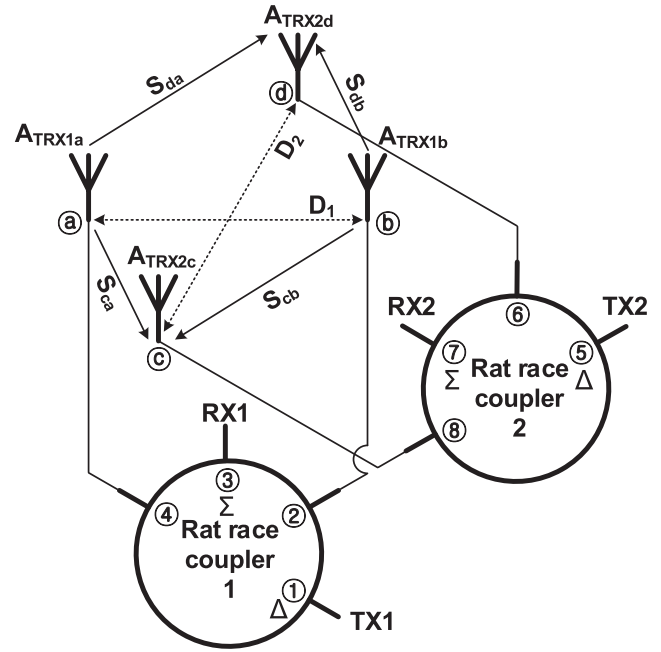 ATRX2d
Sda
Sdb
ⓓ
ATRX1a
ATRX1b
D2
D1
ⓐ
ⓑ
ATRX2c
Sca
Scb
ⓒ
RX2
TX2
⑥
⑦
⑤
Σ
Rat race
Δ
coupler
2
⑧
RX1
③
Σ
④
②
Rat race
coupler
1
①
Δ
TX1